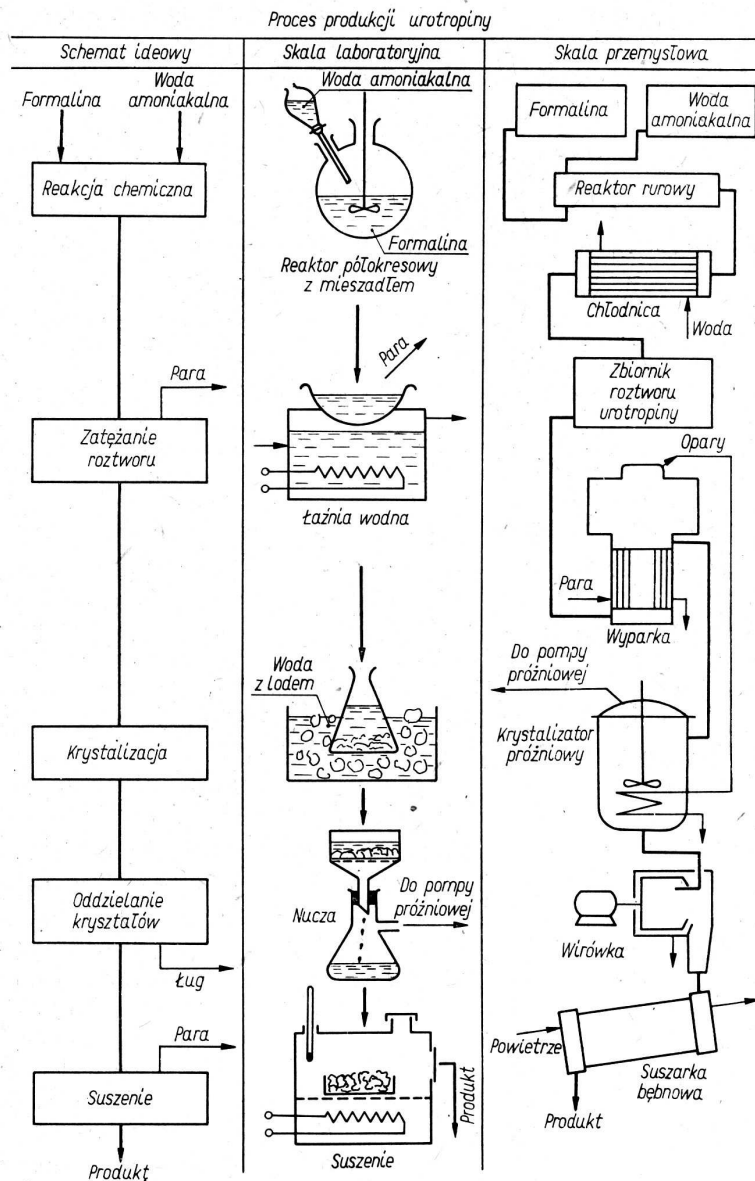 Proces produkcji urotropiny
Schemat ideowy
Formalina
Woda
amoniakalna
Reakcja chemiczna
Para
Zatężanie
roztworu
Krystalizacja
Oddzielanie
kryształów
Ług
Para
Suszenie
Produkt
Skala laboratoryjna
Woda amoniakalna
Formalina
Reaktor półokresowy
z mieszadłem
Para
Łaźnia wodna
Woda
z lodem
Nucza
Do pompy
próżniowej
Produkt
Suszenie
Skala przemysłowa
Formalina
Woda
amoniakalna
Reaktor rurowy
Chłodnica
Woda
Zbiornik
roztworu
urotropiny
Opary
Para
Wyparka
Do pompy
próżniowej
Krystalizator
próżniowy
Wirówka
Powietrze
Suszarka
bębnowa
Produkt